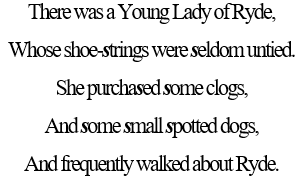 There was a Young Lady of Ryde,
Whose shoe-strings were seldom untied.
She purchased some clogs,
And some small spotted dogs,
And frequently walked about Ryde.